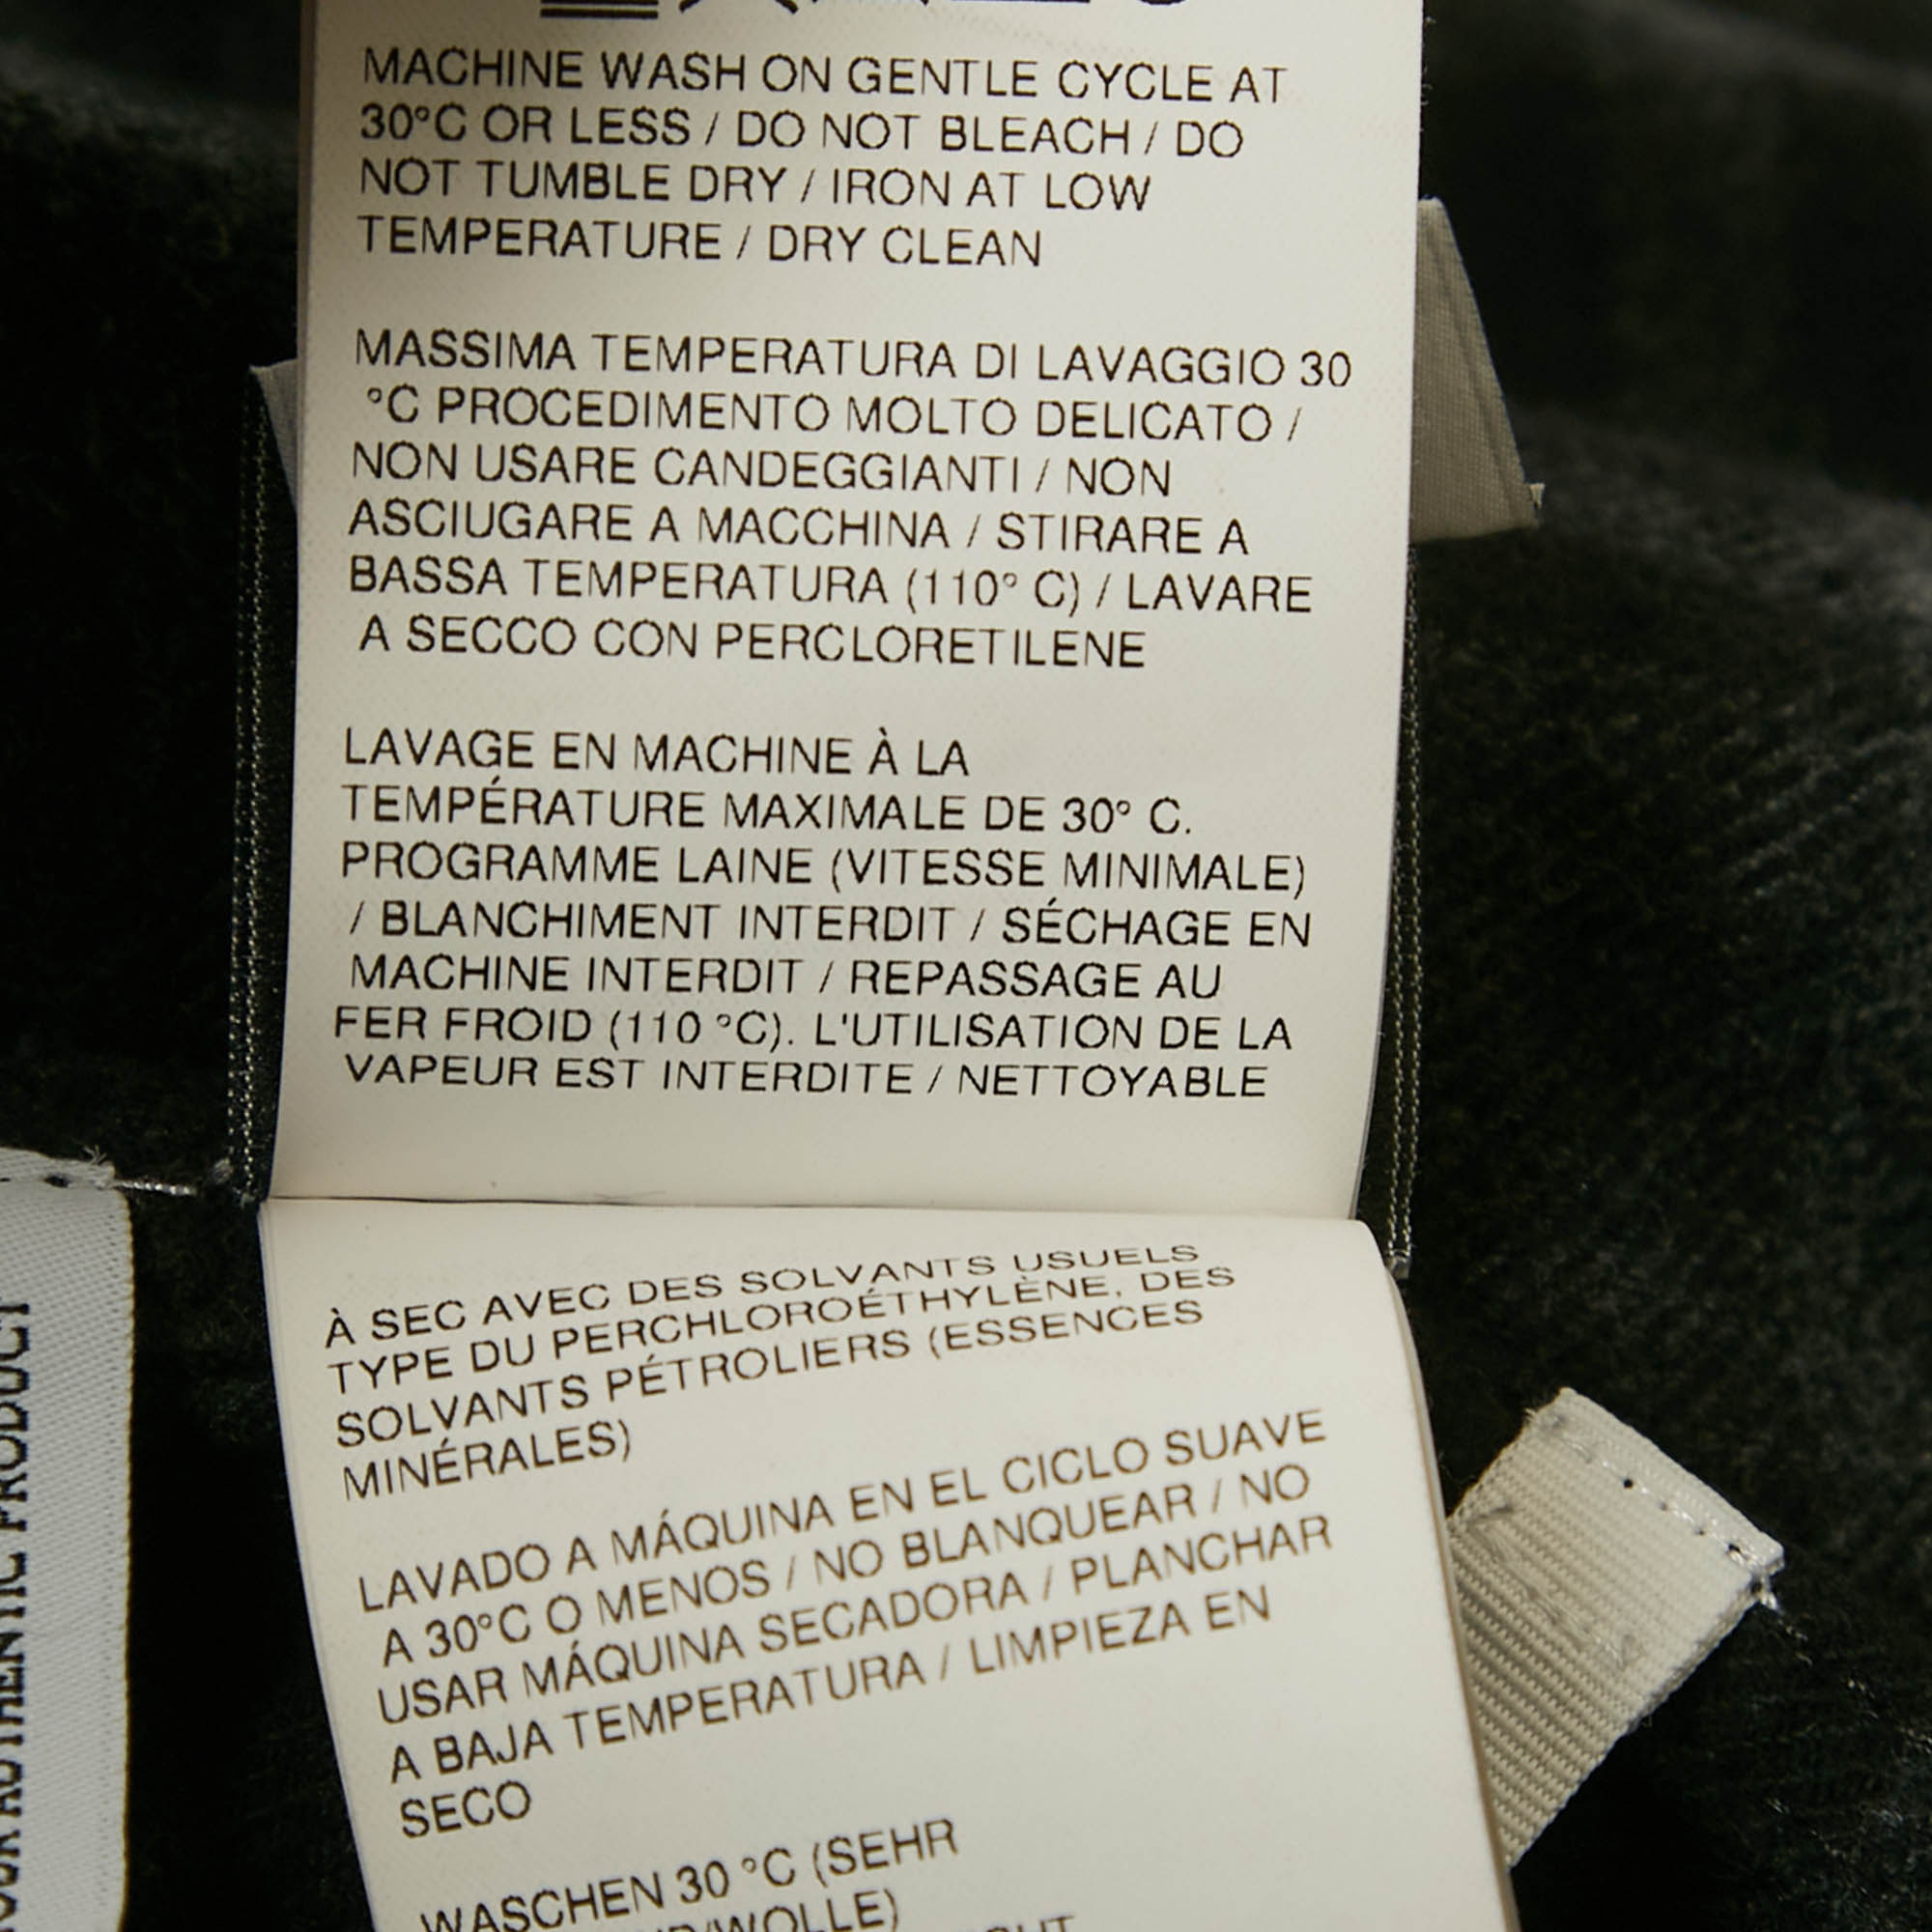 MACHINE WASH ON GENTLE CYCLE AT
30°C OR LESS / DO NOT BLEACH / DO
NOT TUMBLE DRY / IRON AT LOW
TEMPERATURE / DRY CLEAN
MASSIMA TEMPERATURA DI LAVAGGIO 30
°C PROCEDIMENTO MOLTO DELICATO /
NON USARE CANDEGGIANTI / NON
ASCIUGARE A MACCHINA / STIRARE A
BASSA TEMPERATURA (110° C) / LAVARE
A SECCO CON PERCLORETILENE
LAVAGE EN MACHINE À LA
TEMPÉRATURE MAXIMALE DE 30° C.
PROGRAMME LAINE (VITESSE MINIMALE)
/ BLANCHIMENT INTERDIT / SÉCHAGE EN
MACHINE INTERDIT / REPASSAGE AU
FER FROID (110 °C). L'UTILISATION DE LA
VAPEUR EST INTERDITE / NETTOYABLE
À SEC AVEC DES SOLVANTS USUELS
TYPE DU PERCHLOROÉTHYLÈNE, DES
SOLVANTS PÉTROLIERS (ESSENCES
MINÉRALES)
LAVADO A MÁQUINA EN EL CICLO SUAVE
A 30°C O MENOS / NO BLANQUEAR / NO
USAR MÁQUINA SECADORA / PLANCHAR
A BAJA TEMPERATURA / LIMPIEZA EN
SECO
WASCHEN 30 °C (SEHR
AUTHENTIC PRODUCT